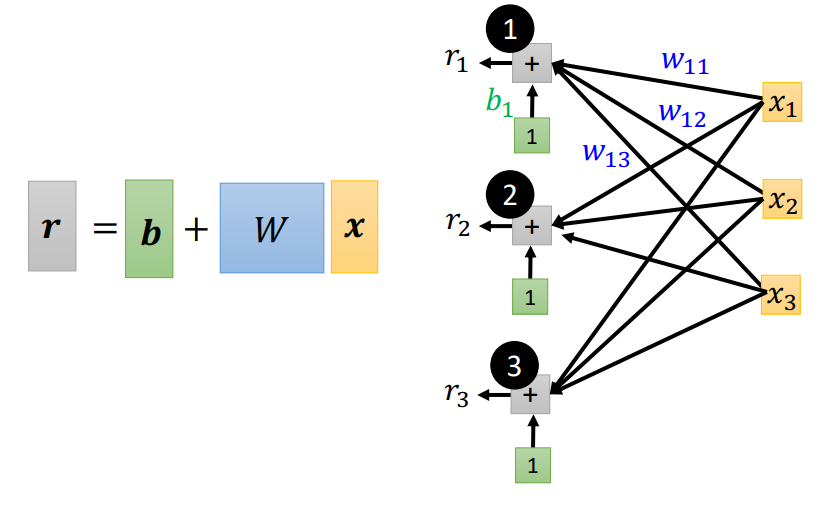 r = b + W x
1
r₁ + w₁₁
x₁
b₁ w₁₂
1
w₁₃
2
x₂
r₂ +
1
x₃
3
r₃ +
1